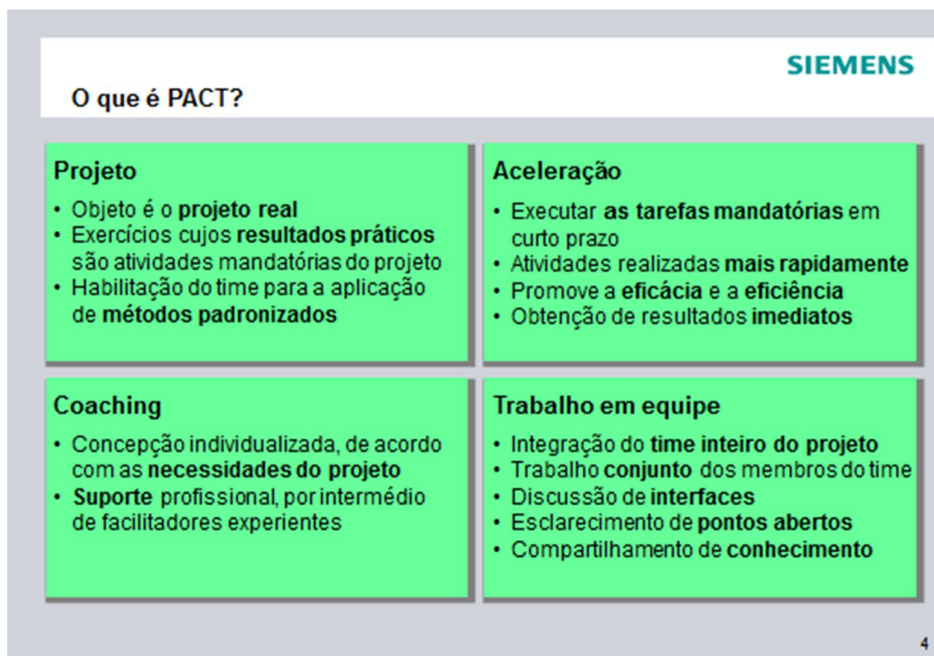 SIEMENS
O que é PACT?
Projeto
• Objeto é o projeto real
• Exercícios cujos resultados práticos
são atividades mandatórias do projeto
• Habilitação do time para a aplicação
de métodos padronizados
Aceleração
• Executar as tarefas mandatórias em
curto prazo
• Atividades realizadas mais rapidamente
• Promove a eficácia e a eficiência
• Obtenção de resultados imediatos
Coaching
• Concepção individualizada, de acordo
com as necessidades do projeto
• Suporte profissional, por intermédio
de facilitadores experientes
Trabalho em equipe
• Integração do time inteiro do projeto
• Trabalho conjunto dos membros do time
• Discussão de interfaces
• Esclarecimento de pontos abertos
• Compartilhamento de conhecimento
4